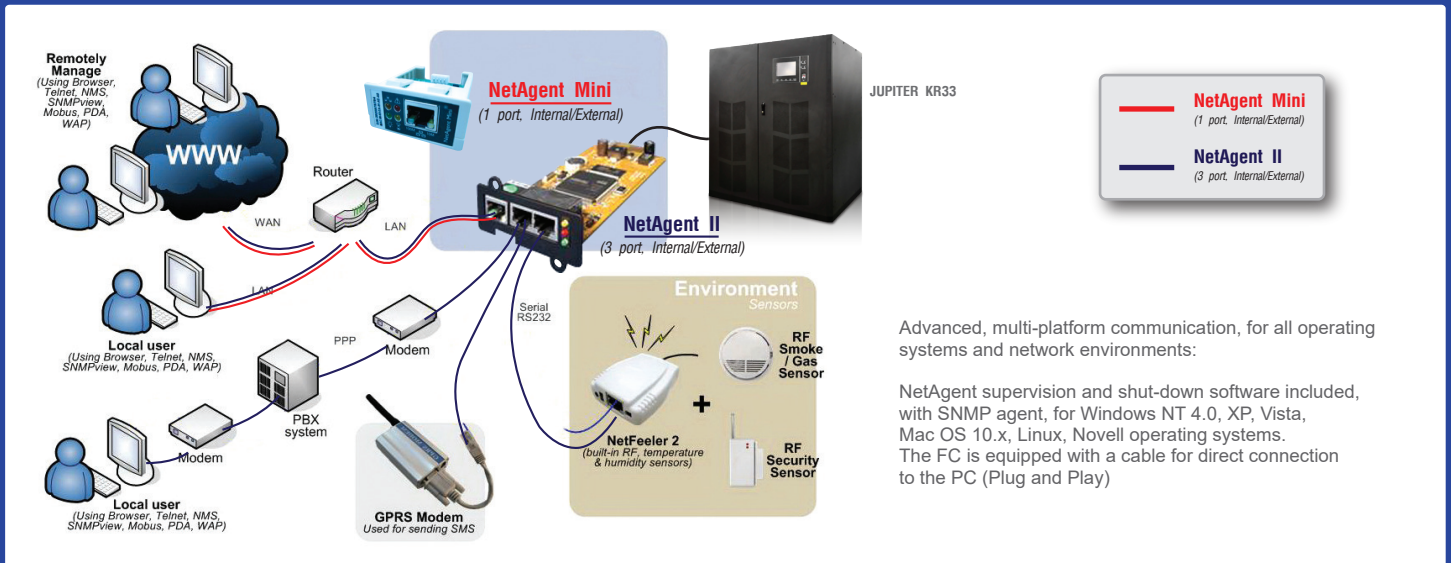 Remotely
Manage
(Using Browser,
Telnet, NMS,
SNMPview,
Mobus, PDA,
WAP)
WWW
Router
WAN
LAN
LAN
NetAgent Mini
(1 port, Internal/External)
NetAgent II
(3 port, Internal/External)
JUPITER KR33
NetAgent Mini
(1 port, Internal/External)
NetAgent II
(3 port, Internal/External)
Local user
(Using Browser, Telnet, NMS,
SNMPview, Mobus, PDA, WAP)
PPP
Modem
PBX
system
Modem
Local user
(Using Browser, Telnet, NMS,
SNMPview, Mobus, PDA, WAP)
Serial
RS232
GPRS Modem
Used for sending SMS
Environment
Sensors
RF
Smoke
/ Gas
Sensor
+
NetFeeler 2
(built-in RF, temperature
& humidity sensors)
RF
Security
Sensor
Advanced, multi-platform communication, for all operating
systems and network environments:
NetAgent supervision and shut-down software included,
with SNMP agent, for Windows NT 4.0, XP, Vista,
Mac OS 10.x, Linux, Novell operating systems.
The FC is equipped with a cable for direct connection
to the PC (Plug and Play)